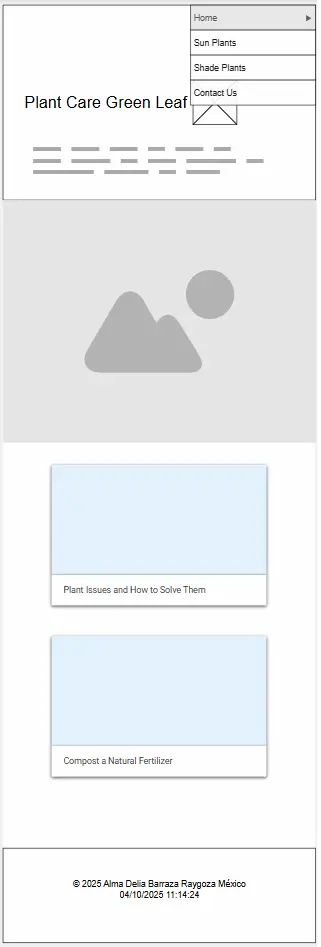 Home
Sun Plants
Shade Plants
Contact Us
Plant Care Green Leaf
Plant Issues and How to Solve Them
Compost a Natural Fertilizer
© 2025 Alma Delia Barraza Raygoza México
04/10/2025 11:14:24